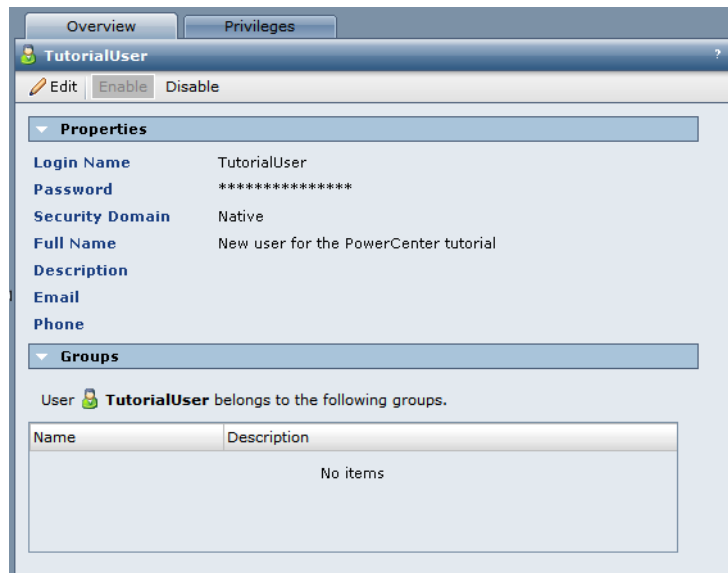 Overview Privileges
TutorialUser ?
Edit Enable Disable
Properties
Login Name TutorialUser
Password ***************
Security Domain Native
Full Name New user for the PowerCenter tutorial
Description
Email
Phone
Groups
User TutorialUser belongs to the following groups.
Name Description
No items